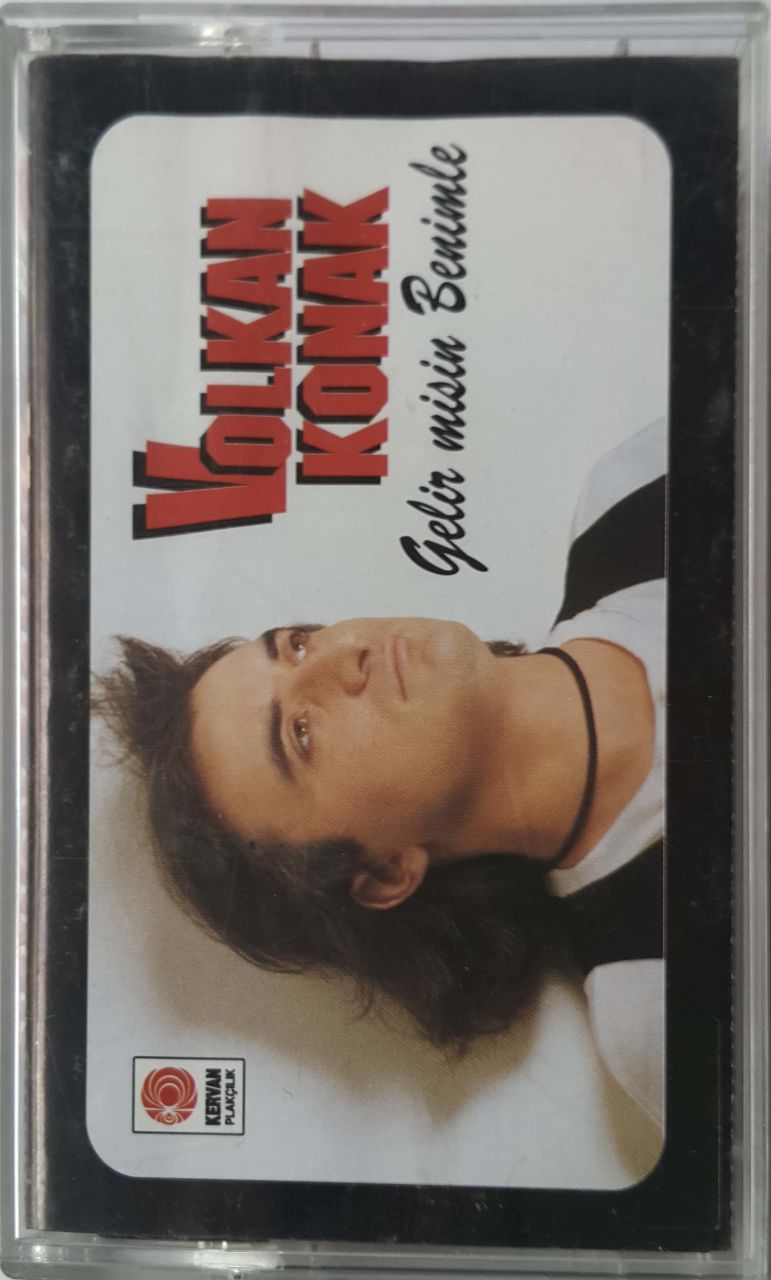 VOLKAN
KONAK
Gelir misin Benimle
KERVAN
PLAKÇILIK